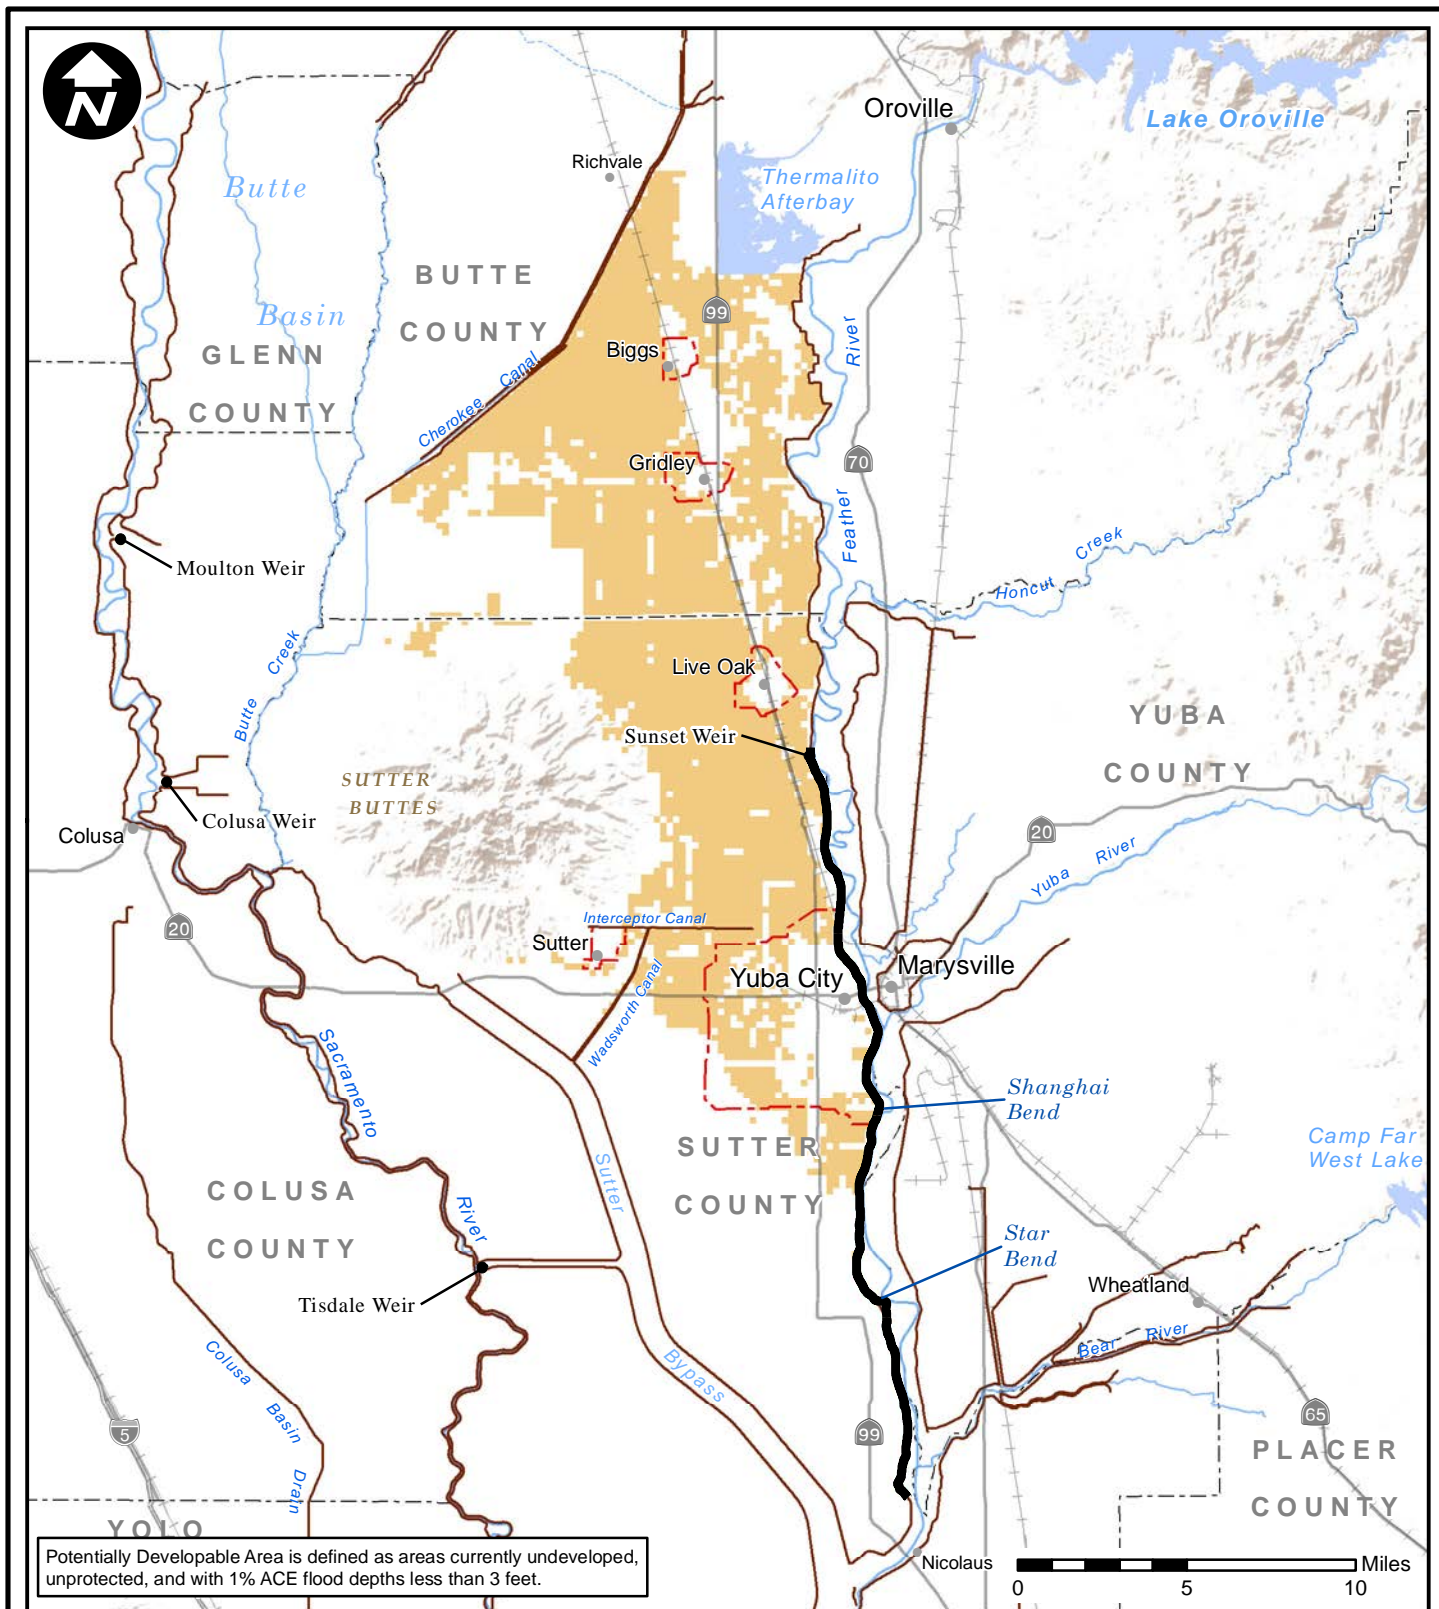 N
Oroville
Lake Oroville
Richvale
Thermalito
Afterbay
Butte
Basin
BUTTE
COUNTY
99
River
GLENN
COUNTY
Biggs
Cherokee Canal
Gridley
70
Feather
Moulton Weir
Honcut Creek
Butte Creek
Live Oak
Sunset Weir
YUBA
COUNTY
SUTTER
BUTTES
Colusa Weir
Colusa
20
Yuba River
20
Interceptor Canal
Sutter
Wadsworth Canal
Yuba City
Marysville
Sacramento
River
Shanghai
Bend
Camp Far
West Lake
SUTTER
COUNTY
Sutter
Bypass
COLUSA
COUNTY
Star
Bend
Wheatland
Tisdale Weir
Bear River
Colusa Basin Drain
5
99
65
PLACER
COUNTY
YOLO
Nicolaus
Miles
0 5 10
Potentially Developable Area is defined as areas currently undeveloped,
unprotected, and with 1% ACE flood depths less than 3 feet.